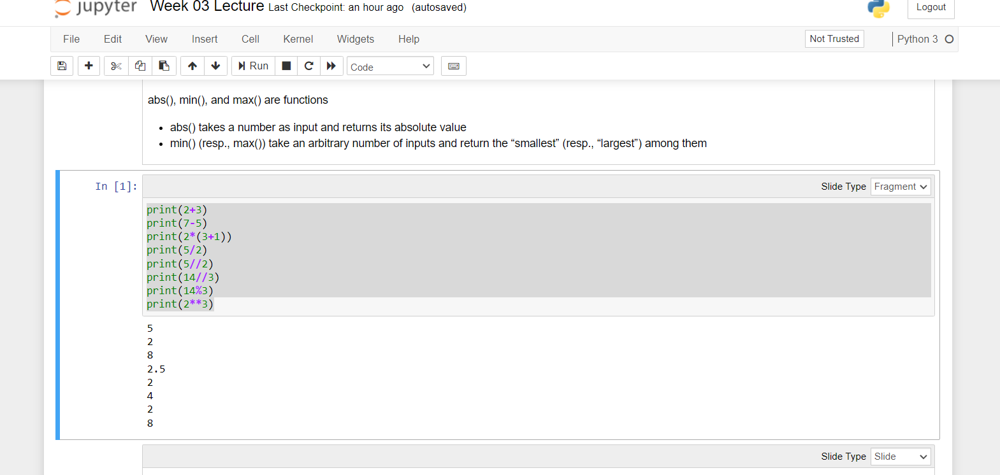 jupyter Week 03 Lecture Last Checkpoint: an hour ago (autosaved) Logout
File Edit View Insert Cell Kernel Widgets Help Not Trusted Python 3
Run Code
abs(), min(), and max() are functions
• abs() takes a number as input and returns its absolute value
• min() (resp., max()) take an arbitrary number of inputs and return the “smallest” (resp., “largest”) among them
In [1]: Slide Type Fragment
print(2+3)
print(7-5)
print(2*(3+1))
print(5/2)
print(5//2)
print(14//3)
print(14%3)
print(2**3)
5
2
8
2.5
2
4
2
8
Slide Type Slide